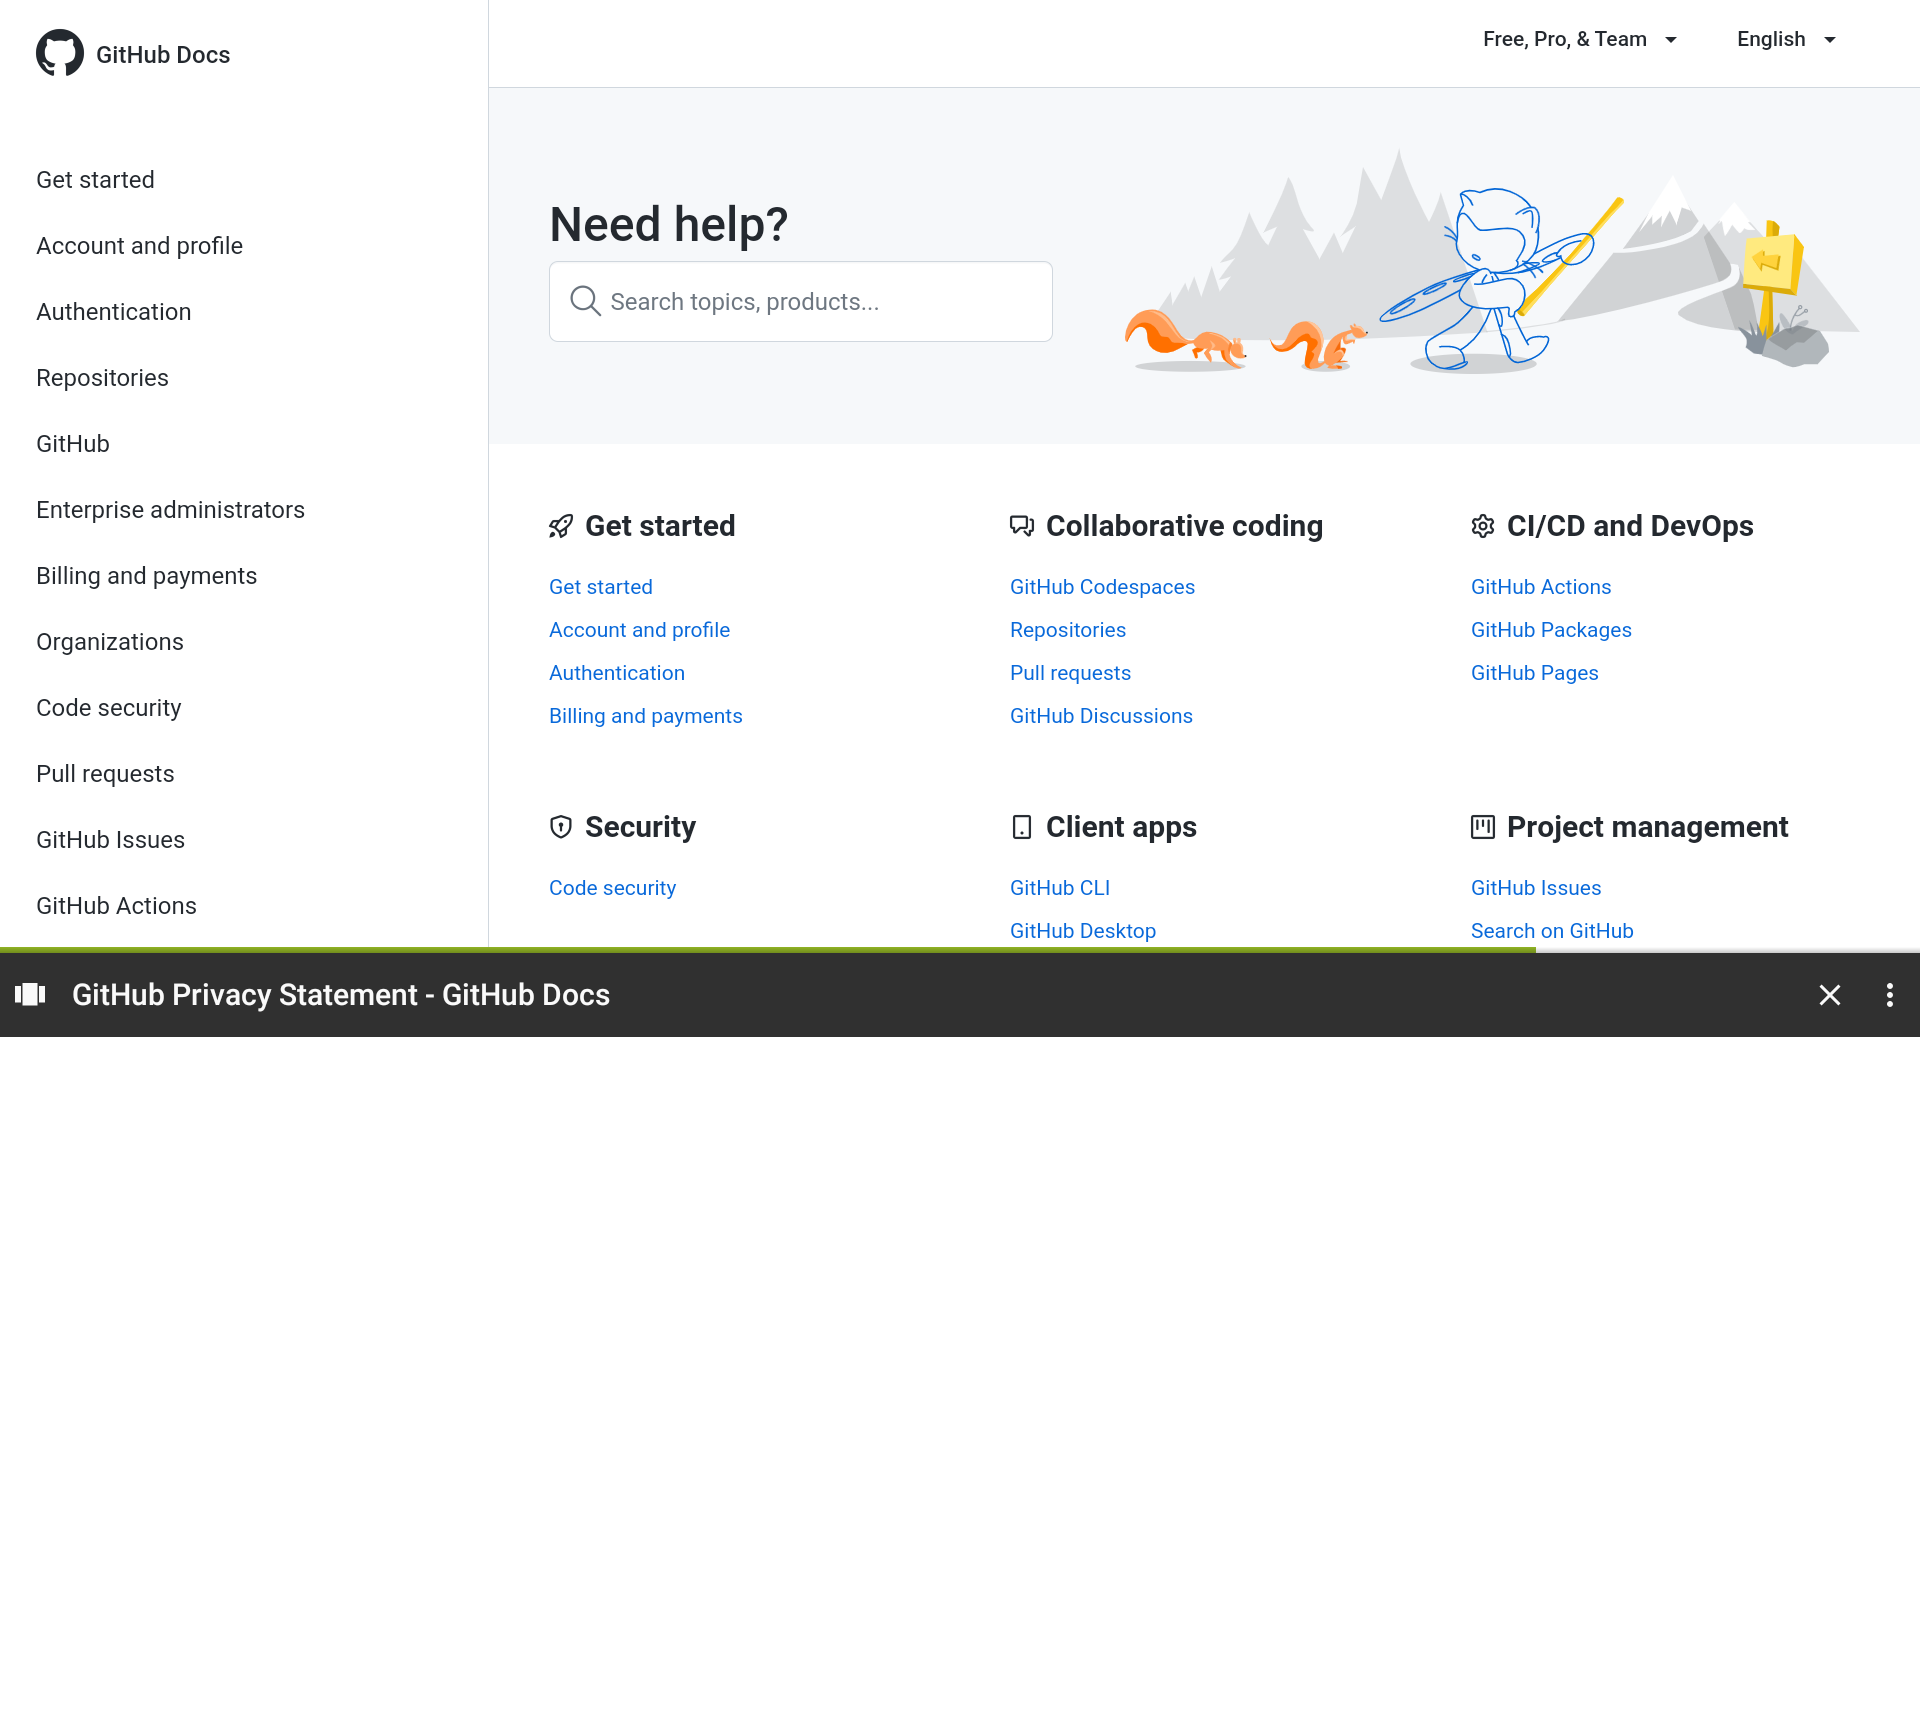 GitHub Docs
Free, Pro, & Team
English
Get started
Account and profile
Authentication
Repositories
GitHub
Enterprise administrators
Billing and payments
Organizations
Code security
Pull requests
GitHub Issues
GitHub Actions
Need help?
Search topics, products...
Get started
Get started
Account and profile
Authentication
Billing and payments
Collaborative coding
GitHub Codespaces
Repositories
Pull requests
GitHub Discussions
CI/CD and DevOps
GitHub Actions
GitHub Packages
GitHub Pages
Security
Code security
Client apps
GitHub CLI
GitHub Desktop
Project management
GitHub Issues
Search on GitHub
GitHub Privacy Statement - GitHub Docs